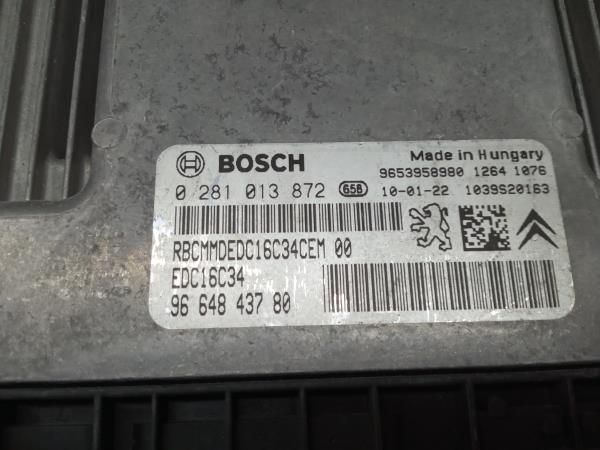 BOSCH
Made in Hungary
9653958980 1264 1076
0 281 013 872 658 10-01-22 1039S20163
RBCMMDEDC16C34CEM 00
EDC16C34
96 648 437 80